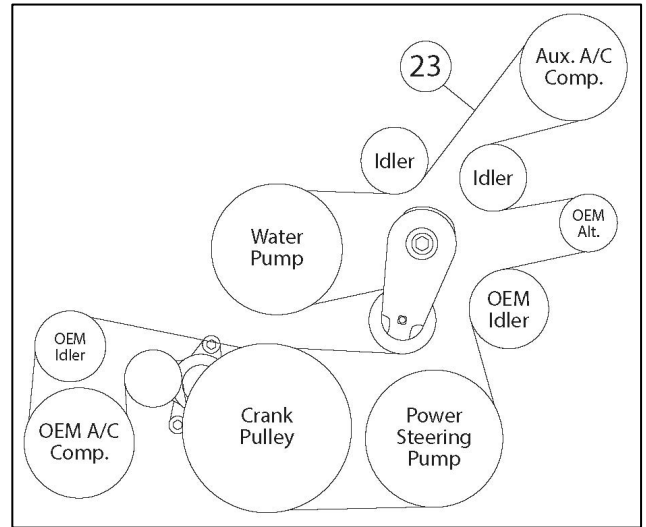 Aux. A/C
Comp.
23
Idler
Idler
OEM
Alt.
Water
Pump
OEM
Idler
OEM
Idler
Crank
Pulley
Power
Steering
Pump
OEM A/C
Comp.